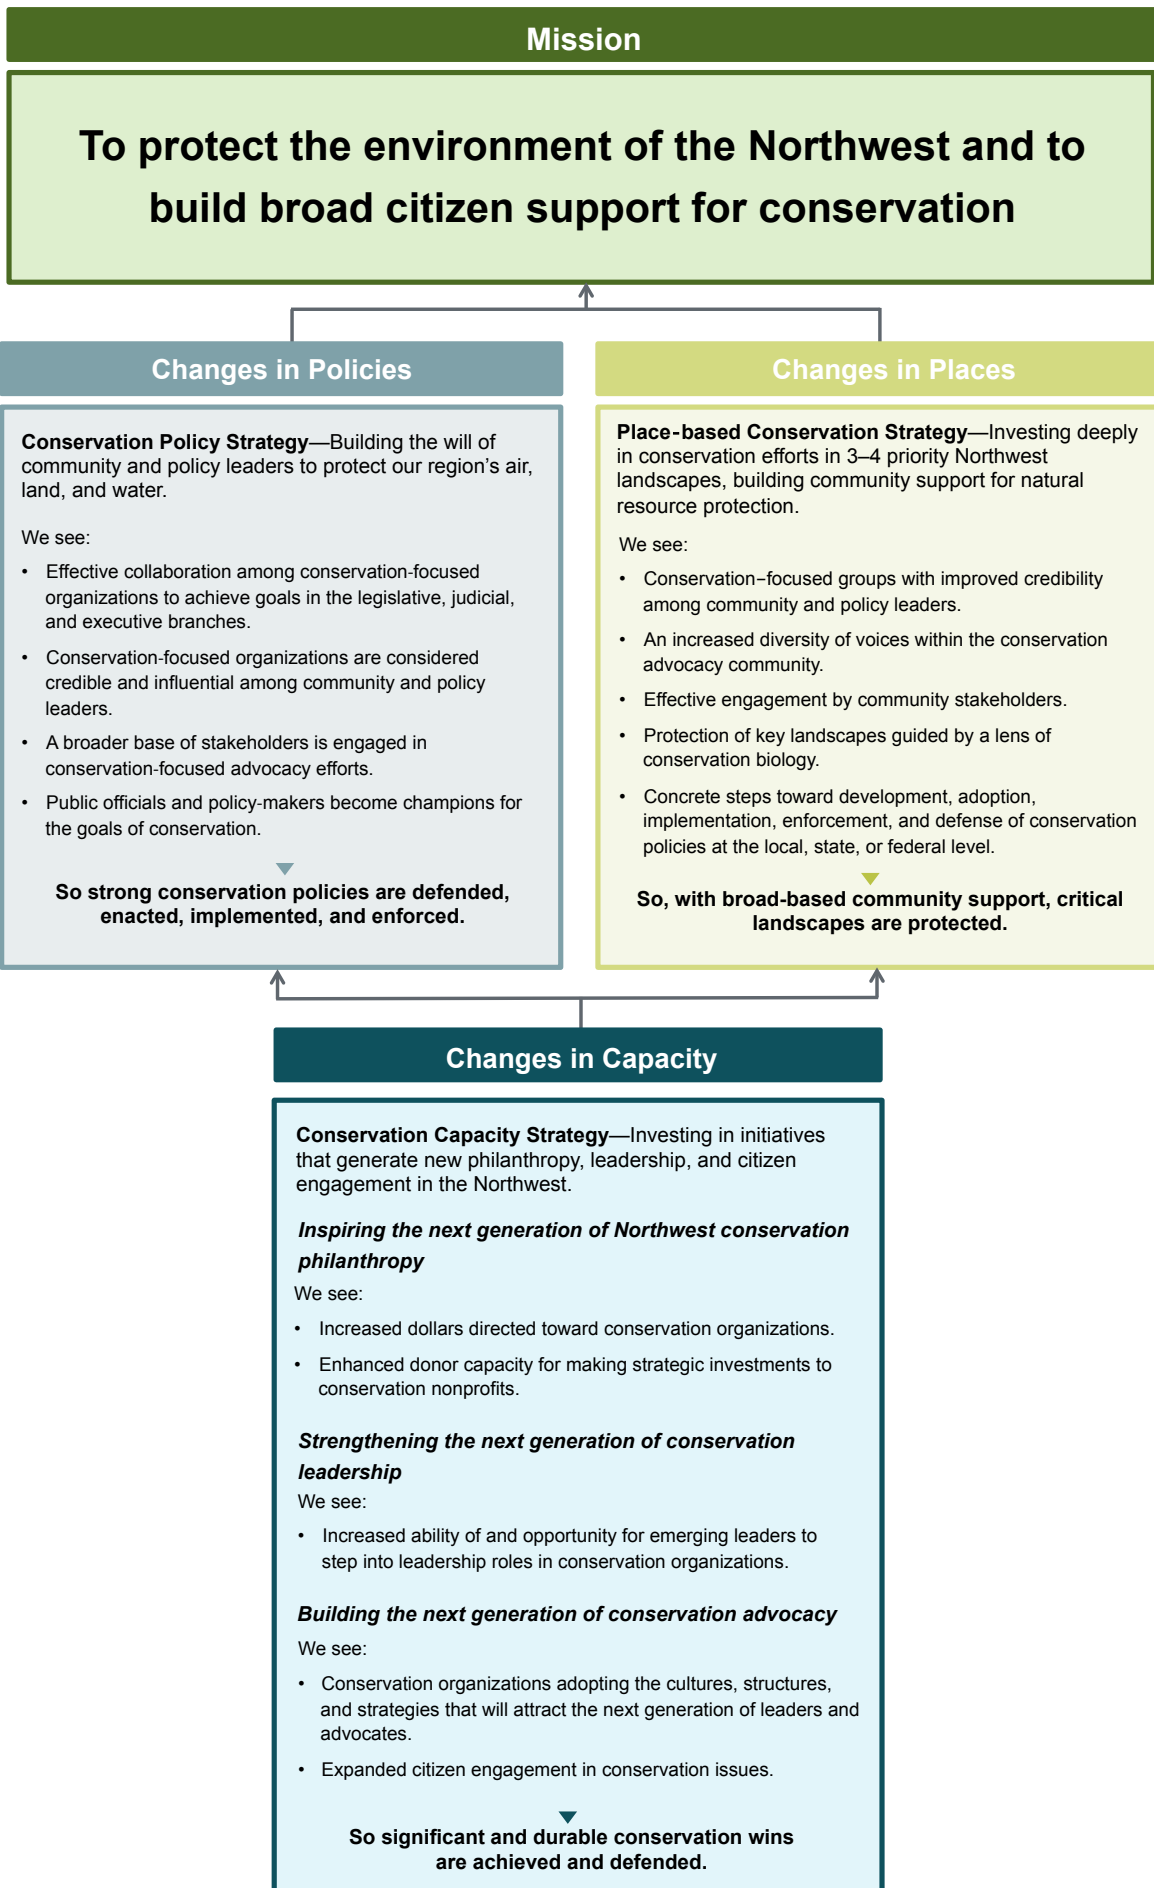 Mission
To protect the environment of the Northwest and to
build broad citizen support for conservation
Changes in Policies
Conservation Policy Strategy—Building the will of
community and policy leaders to protect our region's air,
land, and water.
We see:
• Effective collaboration among conservation-focused
organizations to achieve goals in the legislative, judicial,
and executive branches.
• Conservation-focused organizations are considered
credible and influential among community and policy
leaders.
• A broader base of stakeholders is engaged in
conservation-focused advocacy efforts.
• Public officials and policy-makers become champions for
the goals of conservation.
So strong conservation policies are defended,
enacted, implemented, and enforced.
Changes in Places
Place-based Conservation Strategy—Investing deeply
in conservation efforts in 3–4 priority Northwest
landscapes, building community support for natural
resource protection.
We see:
• Conservation–focused groups with improved credibility
among community and policy leaders.
• An increased diversity of voices within the conservation
advocacy community.
• Effective engagement by community stakeholders.
• Protection of key landscapes guided by a lens of
conservation biology.
• Concrete steps toward development, adoption,
implementation, enforcement, and defense of conservation
policies at the local, state, or federal level.
So, with broad-based community support, critical
landscapes are protected.
Changes in Capacity
Conservation Capacity Strategy—Investing in initiatives
that generate new philanthropy, leadership, and citizen
engagement in the Northwest.
Inspiring the next generation of Northwest conservation
philanthropy
We see:
• Increased dollars directed toward conservation organizations.
• Enhanced donor capacity for making strategic investments to
conservation nonprofits.
Strengthening the next generation of conservation
leadership
We see:
• Increased ability of and opportunity for emerging leaders to
step into leadership roles in conservation organizations.
Building the next generation of conservation advocacy
We see:
• Conservation organizations adopting the cultures, structures,
and strategies that will attract the next generation of leaders and
advocates.
• Expanded citizen engagement in conservation issues.
So significant and durable conservation wins
are achieved and defended.